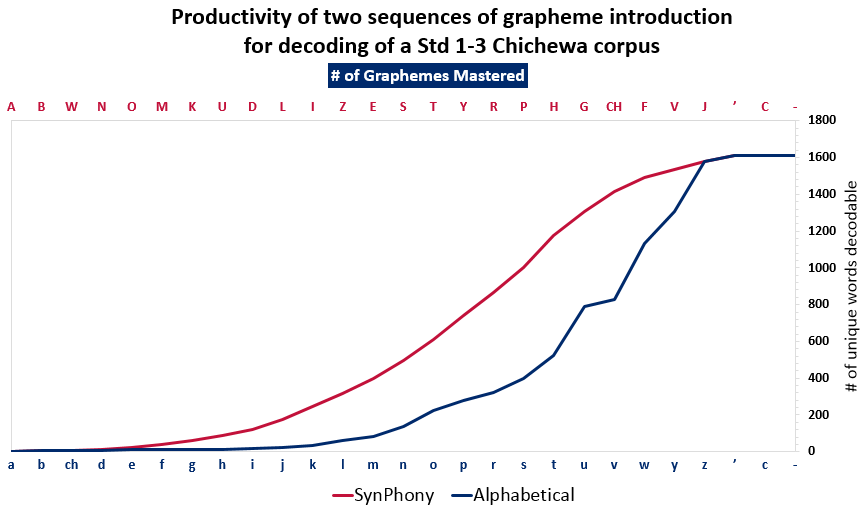 Productivity of two sequences of grapheme introduction
for decoding of a Std 1-3 Chichewa corpus
# of Graphemes Mastered
A B W N O M K U D L I Z E S T Y R P H G CH F V J ’ C -
1800
1600
1400
1200
1000
800
600
400
200
0
# of unique words decodable
a b ch d e f g h i j k l m n o p r s t u v w y z ’ c -
SynPhony Alphabetical